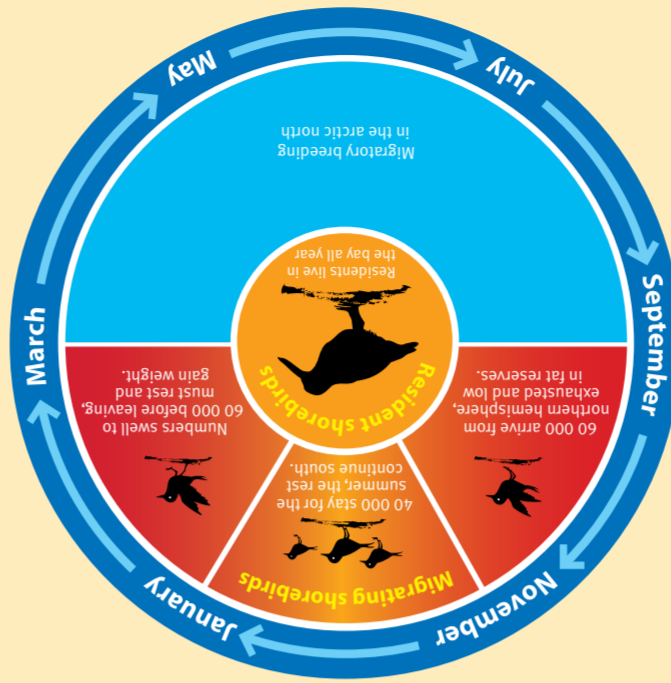 Migrating shorebirds
40 000 stay for the
summer, the rest
continue south.
Numbers swell to
60 000 before leaving,
must rest and
gain weight.
Migratory breeding
in the arctic north
60 000 arrive from
northern hemisphere,
exhausted and low
in fat reserves.
Resident shorebirds
Residents live in
the bay all year
January
March
May
July
September
November